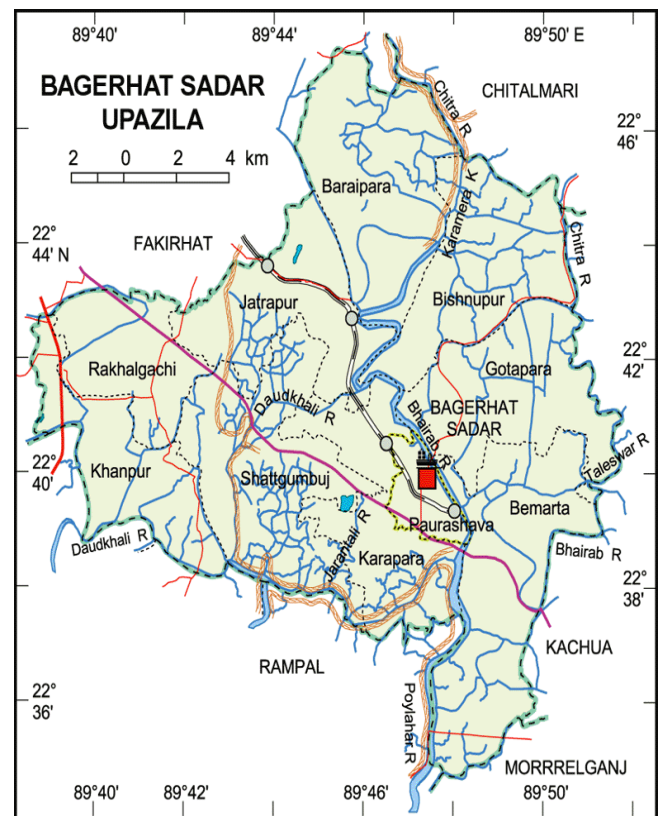 89°40'
89°44'
89°50' E
BAGERHAT SADAR
UPAZILA
2 0 2 4 km
CHITALMARI
Chitra R
22°
46'
Baraipara
Karamera K
22°
44' N
FAKIRHAT
Chitra R
Jatrapur
Bishnupur
22°
42'
Rakhalgachi
Gotapara
Daudkhali R
Bhairab R
BAGERHAT
SADAR
22°
40'
Khanpur
Shattgumbuj
Taleswar R
Bemarta
Paurashava
Daudkhali R
Jarantali R
Karapara
Bhairab R
22°
38'
RAMPAL
KACHUA
22°
36'
Poylahar R
MORRRELGANJ
89°40'
89°42'
89°46'
89°50'